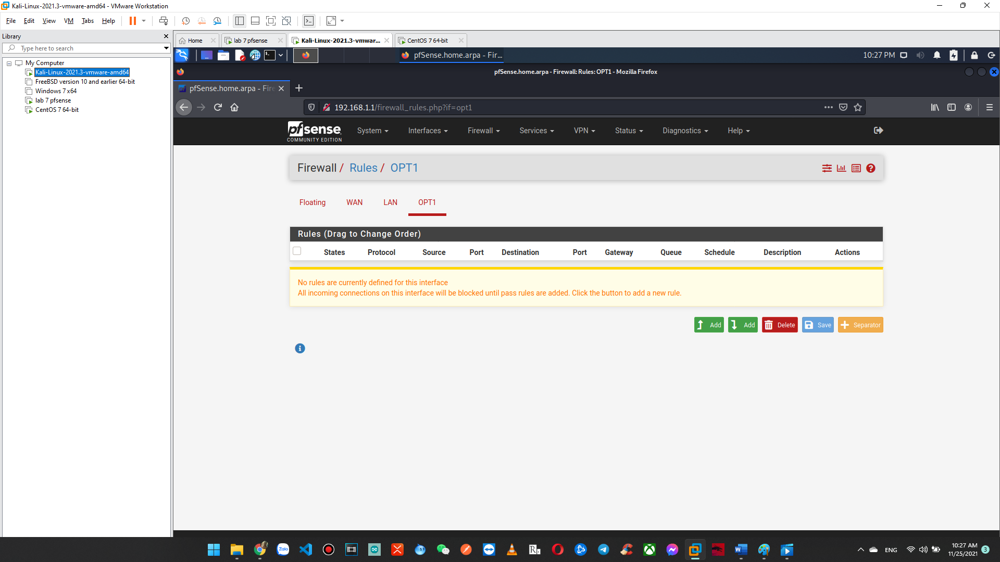 Kali-Linux-2021.3-vmware-amd64 - VMware Workstation
File Edit View VM Tabs Help
Library
Type here to search
My Computer
Kali-Linux-2021.3-vmware-amd64
FreeBSD version 10 and earlier 64-bit
Windows 7 x64
lab 7 pfsense
CentOS 7 64-bit
Home
lab 7 pfsense
Kali-Linux-2021.3-vmwar...
CentOS 7 64-bit
pfSense.home.arpa - Fir...
10:27 PM
pfSense.home.arpa - Firewall: Rules: OPT1 - Mozilla Firefox
pfSense.home.arpa - Fire
192.168.1.1/firewall_rules.php?if=opt1
pfsense
COMMUNITY EDITION
System Interfaces Firewall Services VPN Status Diagnostics Help
Firewall / Rules / OPT1
Floating WAN LAN OPT1
Rules (Drag to Change Order)
States Protocol Source Port Destination Port Gateway Queue Schedule Description Actions
No rules are currently defined for this interface
All incoming connections on this interface will be blocked until pass rules are added. Click the button to add a new rule.
Add Add Delete Save Separator
Zalo
ENG
10:27 AM
11/25/2021
3